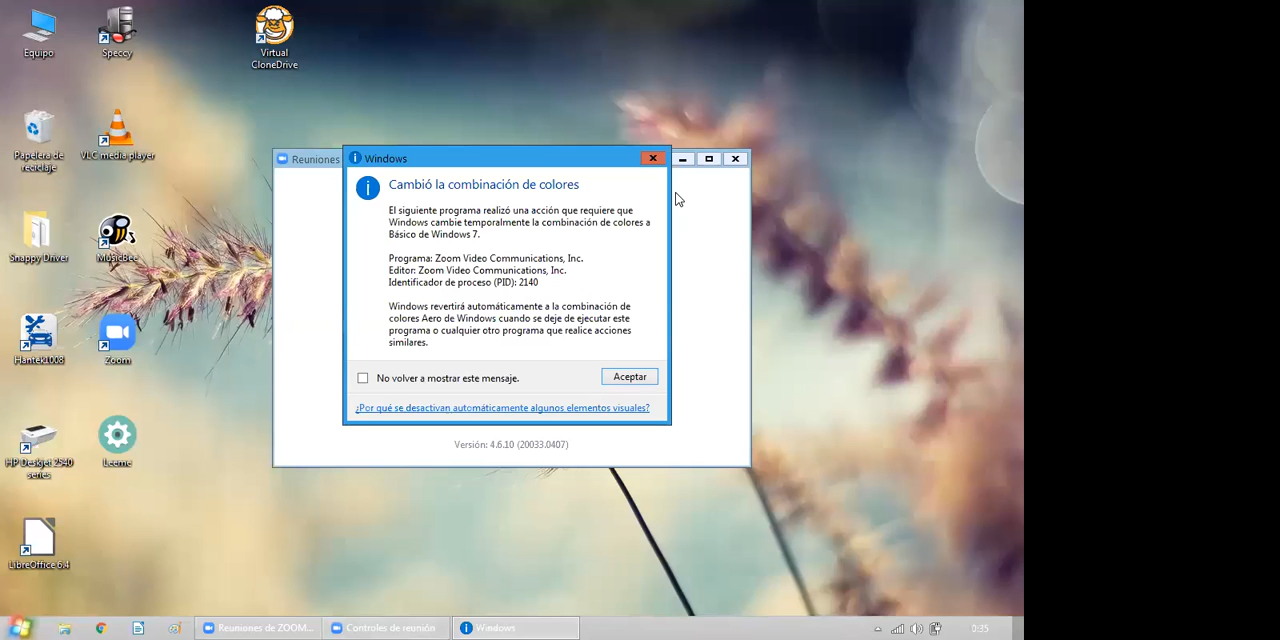 Equipo
Speccy
Virtual
CloneDrive
Papelera de
reciclaje
VLC media player
Snappy Driver
Musicbee
Hantek1008
Zoom
HP Deskjet 2540
series
Leeme
LibreOffice 6.4
Reuniones
Windows
Cambió la combinación de colores
El siguiente programa realizó una acción que requiere que
Windows cambie temporalmente la combinación de colores a
Básico de Windows 7.
Programa: Zoom Video Communications, Inc.
Editor: Zoom Video Communications, Inc.
Identificador de proceso (PID): 2140
Windows revertirá automáticamente a la combinación de
colores Aero de Windows cuando se deje de ejecutar este
programa o cualquier otro programa que realice acciones
similares.
No volver a mostrar este mensaje.
Aceptar
¿Por qué se desactivan automáticamente algunos elementos visuales?
Versión: 4.6.10 (20033.0407)
Reuniones de ZOOM...
Controles de reunión
Windows
0:35